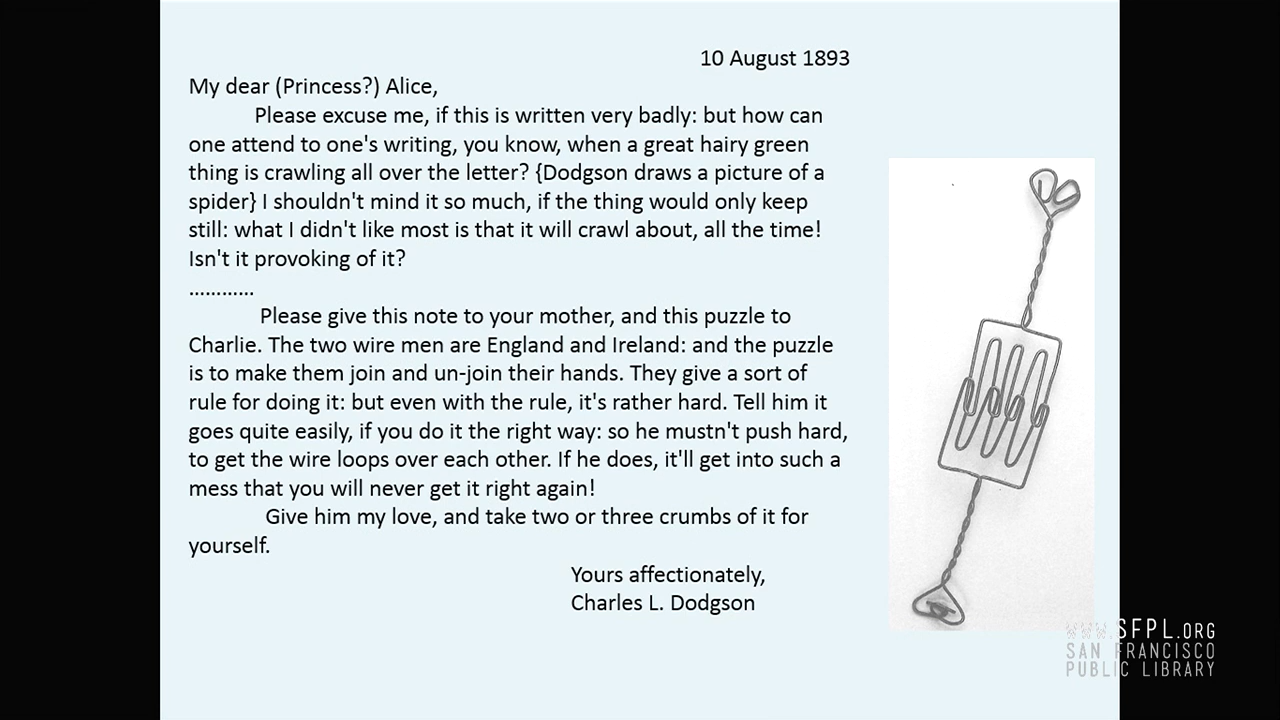 10 August 1893
My dear (Princess?) Alice,
Please excuse me, if this is written very badly: but how can
one attend to one's writing, you know, when a great hairy green
thing is crawling all over the letter? {Dodgson draws a picture of a
spider} I shouldn't mind it so much, if the thing would only keep
still: what I didn't like most is that it will crawl about, all the time!
Isn't it provoking of it?
............
Please give this note to your mother, and this puzzle to
Charlie. The two wire men are England and Ireland: and the puzzle
is to make them join and un-join their hands. They give a sort of
rule for doing it: but even with the rule, it's rather hard. Tell him it
goes quite easily, if you do it the right way: so he mustn't push hard,
to get the wire loops over each other. If he does, it'll get into such a
mess that you will never get it right again!
Give him my love, and take two or three crumbs of it for
yourself.
Yours affectionately,
Charles L. Dodgson
WWW.SFPL.ORG
SAN FRANCISCO
PUBLIC LIBRARY